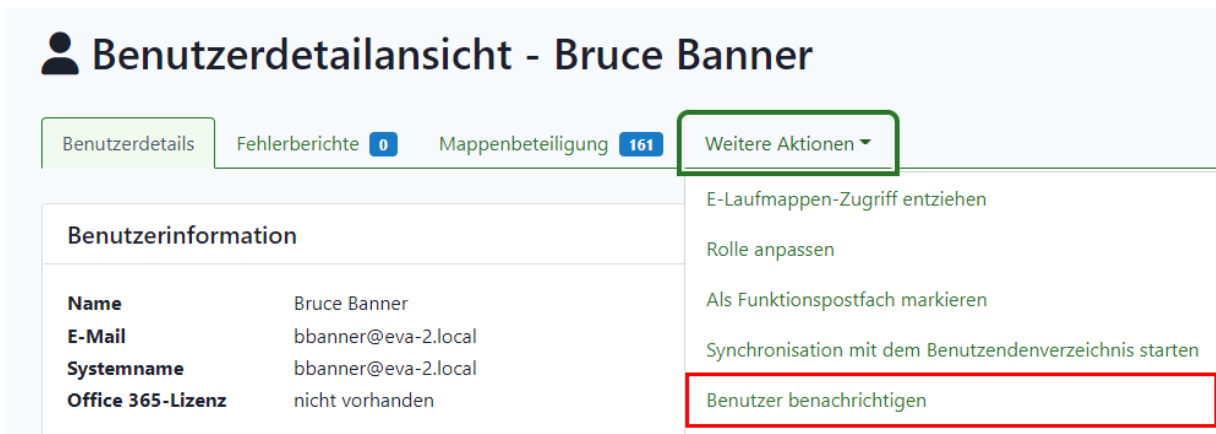 Benutzerdetailansicht - Bruce Banner
Benutzerdetails Fehlerberichte 0 Mappenbeteiligung 161 Weitere Aktionen
E-Laufmappen-Zugriff entziehen
Rolle anpassen
Als Funktionspostfach markieren
Synchronisation mit dem Benutzendenverzeichnis starten
Benutzer benachrichtigen
Benutzerinformation
Name Bruce Banner
E-Mail bbanner@eva-2.local
Systemname bbanner@eva-2.local
Office 365-Lizenz nicht vorhanden